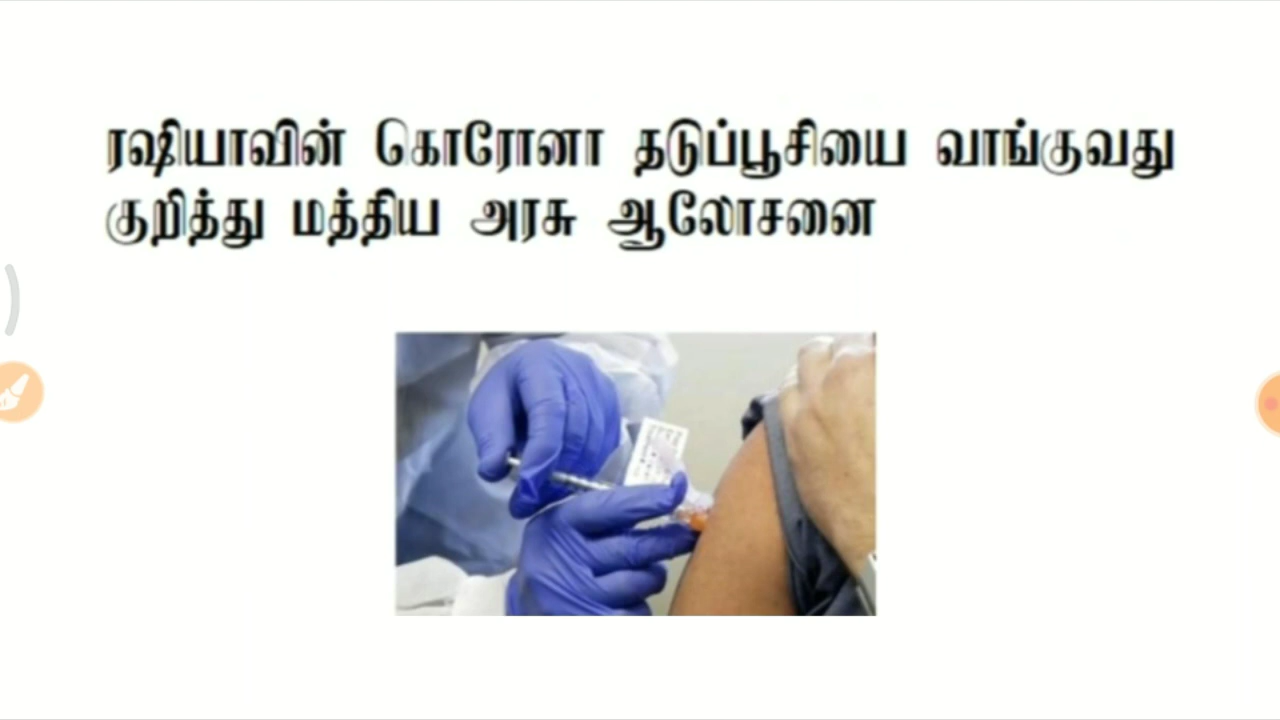 ரஷியாவின் கொரோனா தடுப்பூசியை வாங்குவது
குறித்து மத்திய அரசு ஆலோசனை